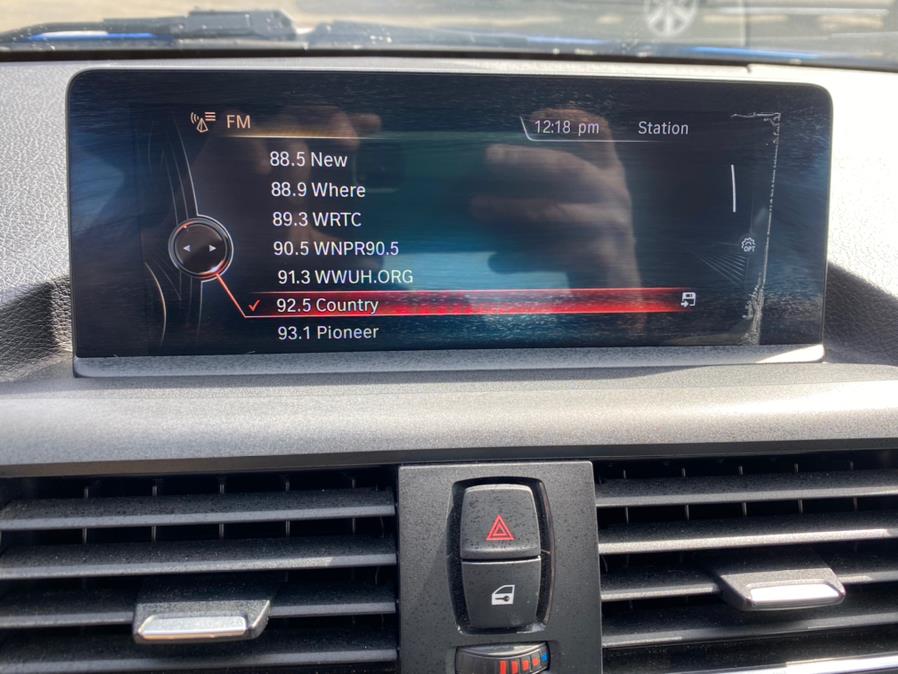 FM
12:18 pm
Station
88.5 New
88.9 Where
89.3 WRTC
90.5 WNPR90.5
91.3 WWUH.ORG
92.5 Country
93.1 Pioneer
OPT